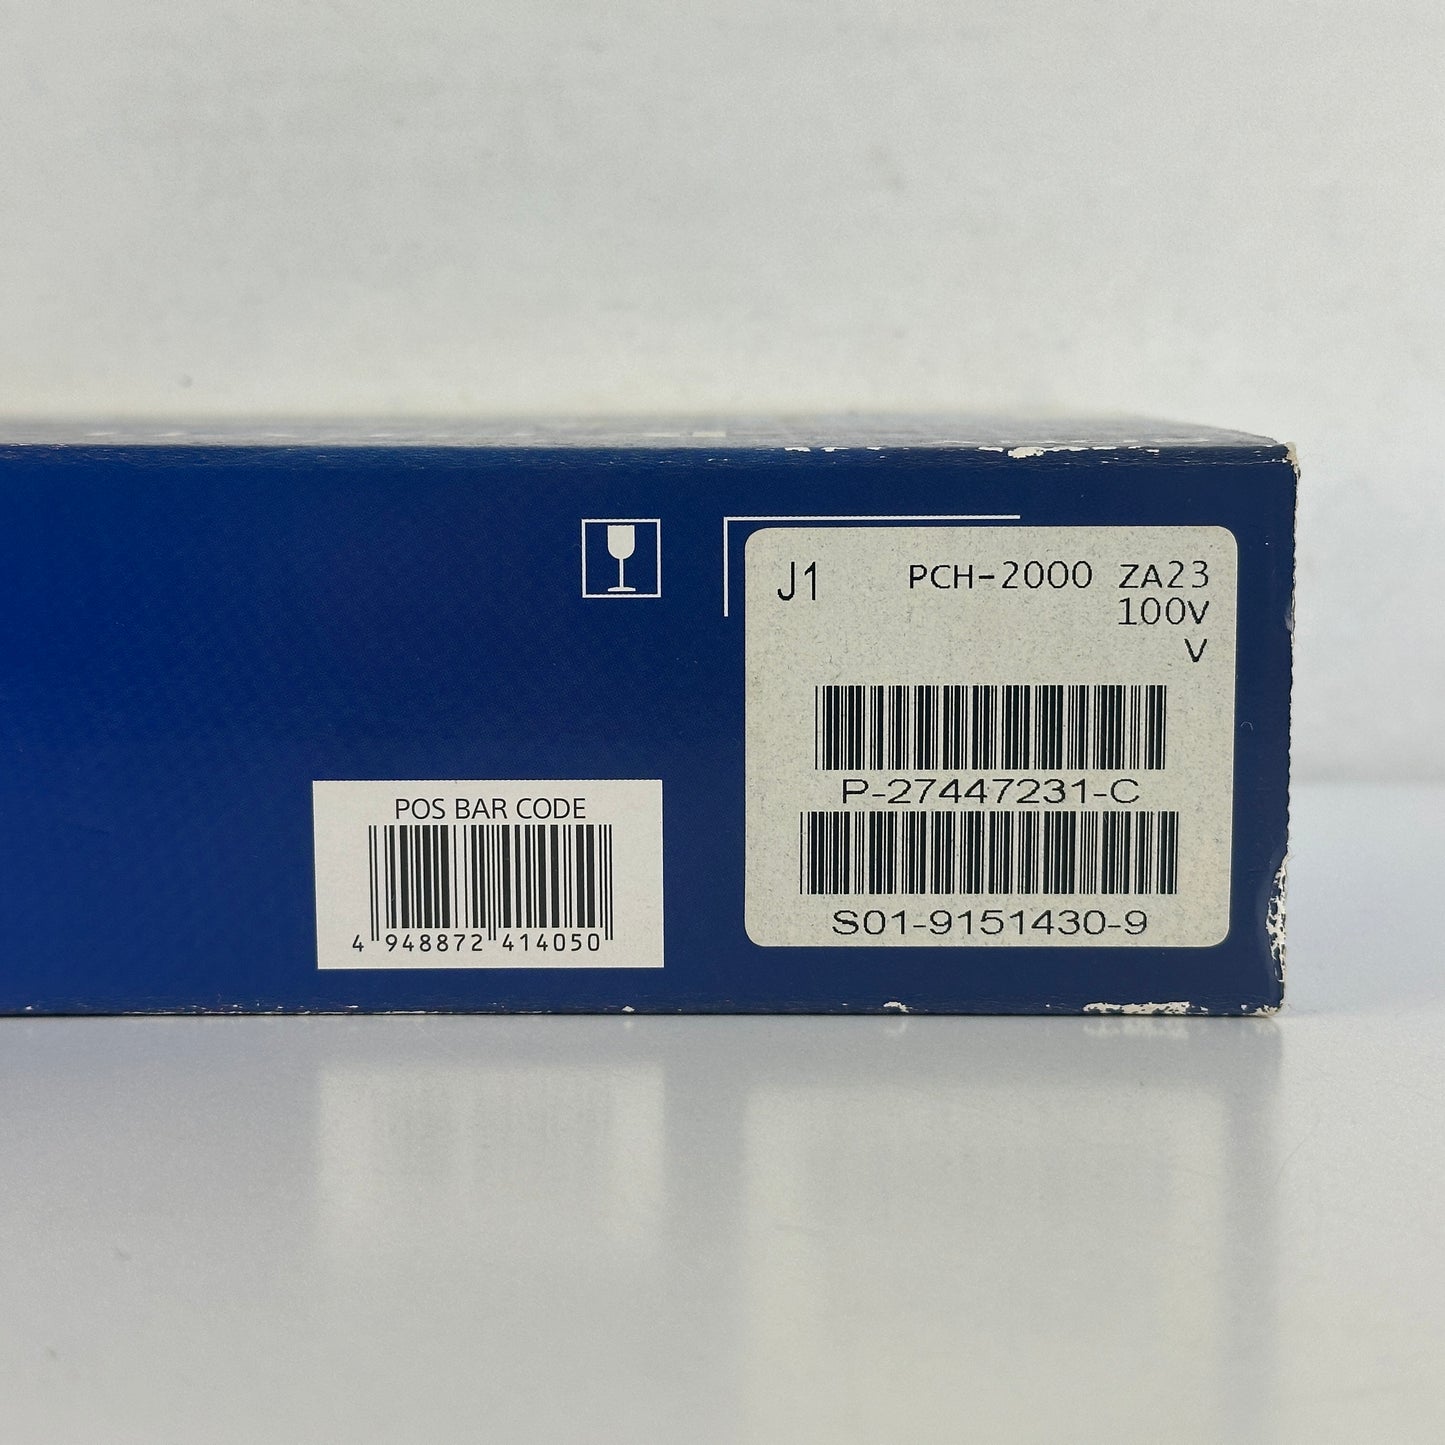 J1 PCH-2000 ZA23
100V
V
P-27447231-C
S01-9151430-9
POS BAR CODE
4 948872 414050